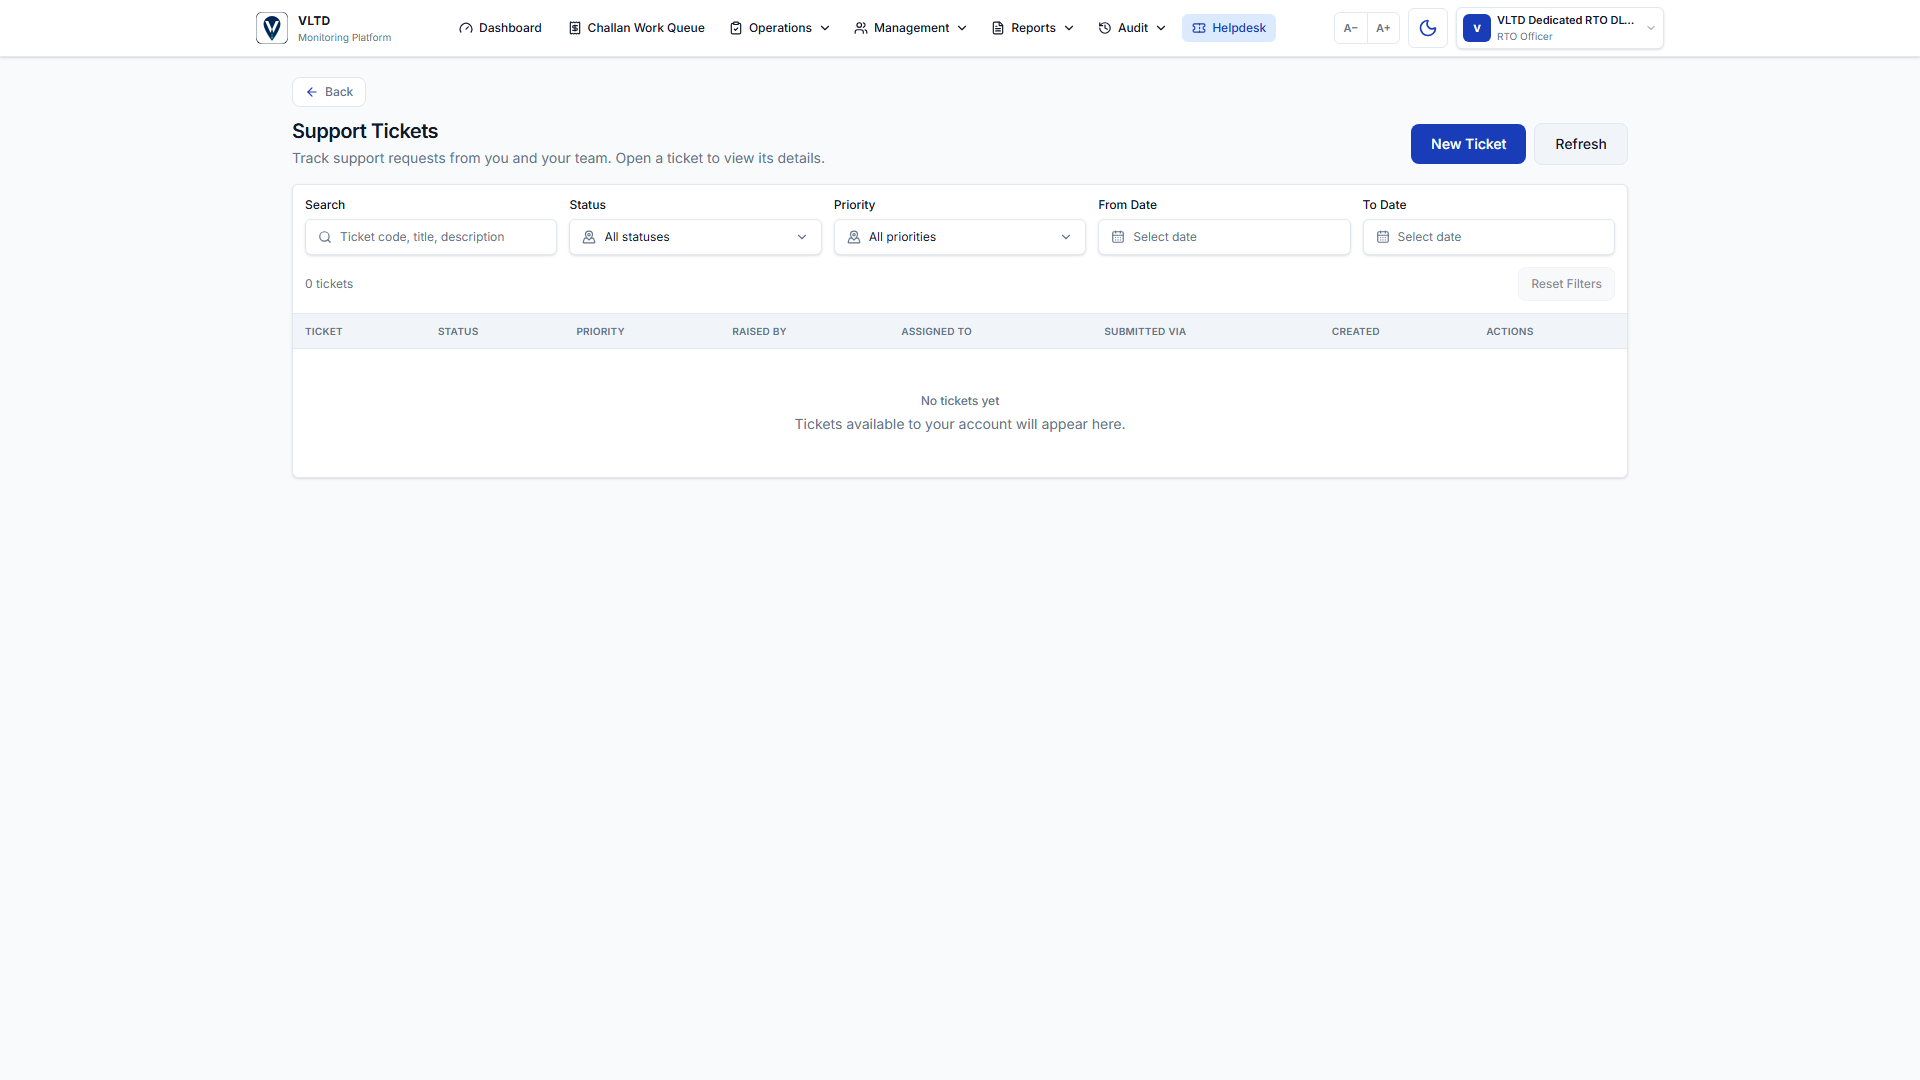 VLTD
Monitoring Platform
Dashboard
Challan Work Queue
Operations
Management
Reports
Audit
Helpdesk
A−
A+
V
VLTD Dedicated RTO DL...
RTO Officer
Back
Support Tickets
Track support requests from you and your team. Open a ticket to view its details.
New Ticket
Refresh
Search
Status
Priority
From Date
To Date
Ticket code, title, description
All statuses
All priorities
Select date
Select date
0 tickets
Reset Filters
TICKET
STATUS
PRIORITY
RAISED BY
ASSIGNED TO
SUBMITTED VIA
CREATED
ACTIONS
No tickets yet
Tickets available to your account will appear here.